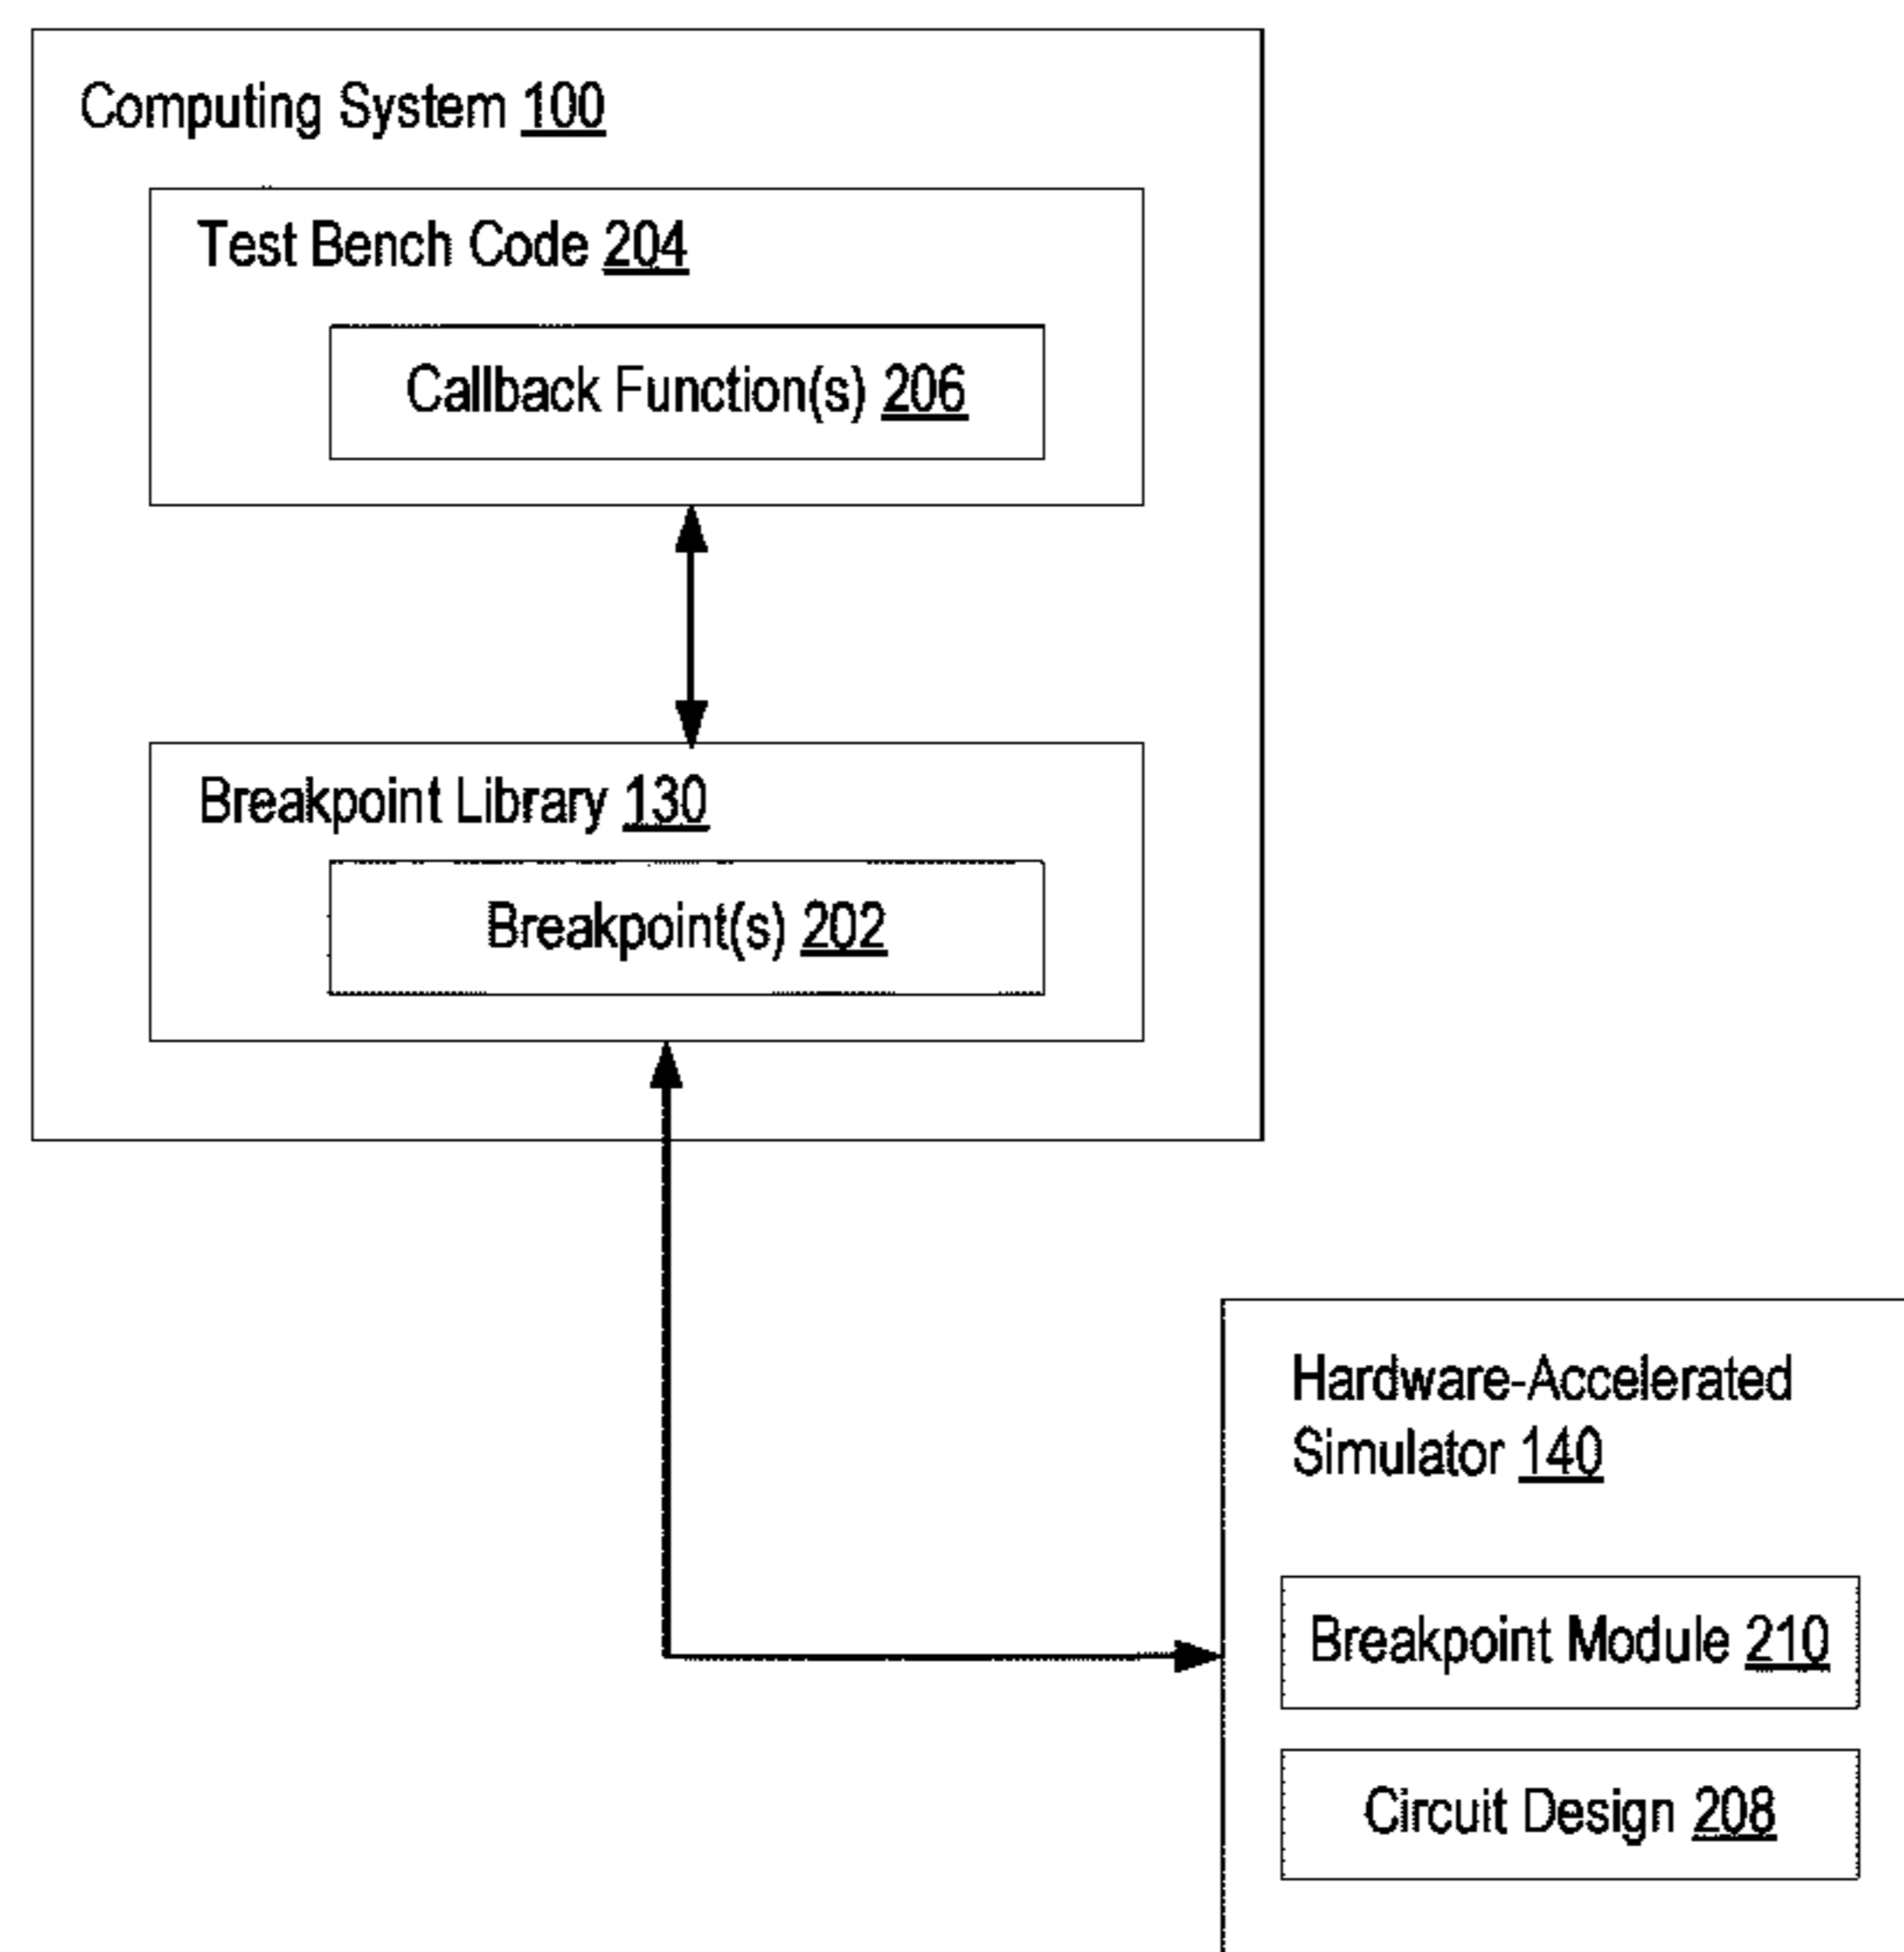 Computing System 100
Test Bench Code 204
Callback Function(s) 206
Breakpoint Library 130
Breakpoint(s) 202
Hardware-Accelerated
Simulator 140
Breakpoint Module 210
Circuit Design 208